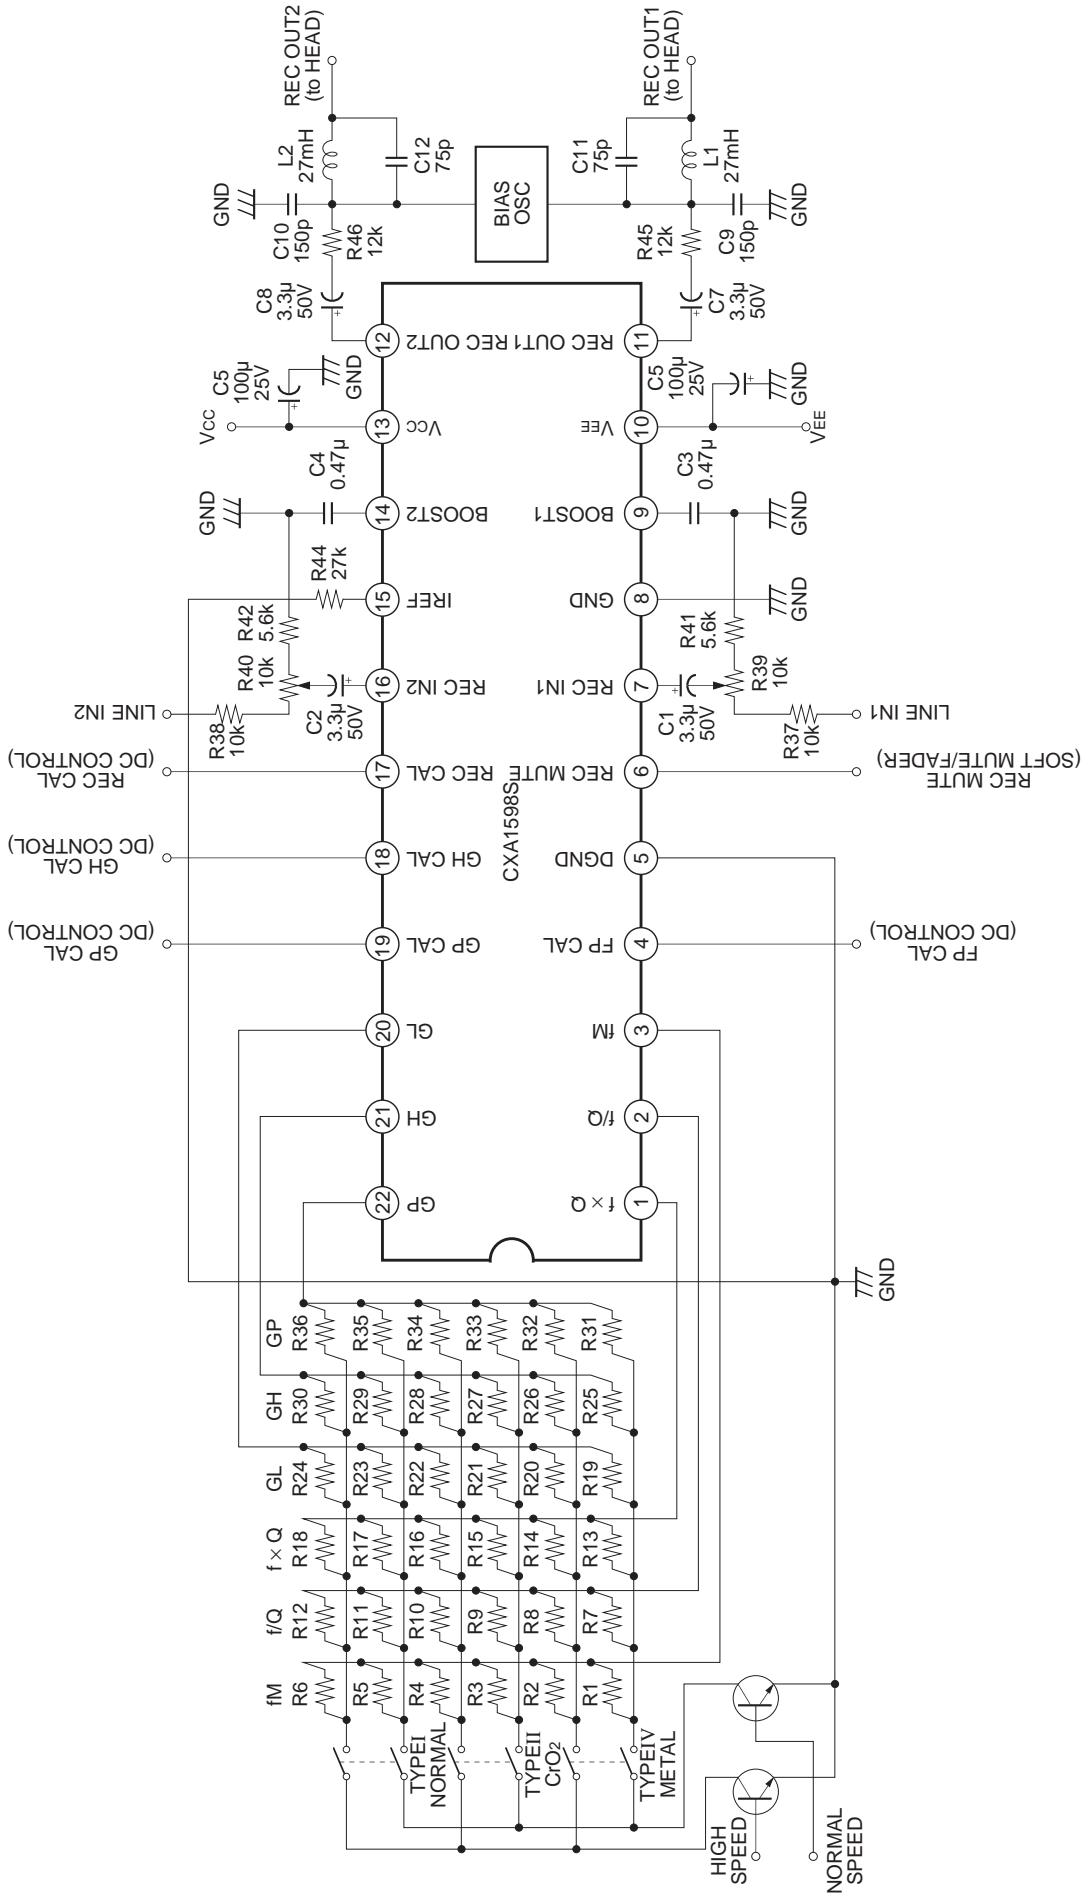 REC OUT2
(to HEAD)
L2
27mH
C12
75p
GND
C10
150p
R46
12k
C8
3.3μ
50V
BIAS
OSC
REC OUT1
(to HEAD)
C11
75p
L1
27mH
R45
12k
C9
150p
GND
C7
3.3μ
50V
12
REC OUT2
REC OUT1
11
C5
100μ
25V
GND
VCC
13
VCC
VEE
10
C5
100μ
25V
GND
VEE
C4
0.47μ
GND
14
BOOST2
BOOST1
9
C3
0.47μ
GND
R44
27k
15
IREF
GND
8
GND
R42
5.6k
R40
10k
R41
5.6k
R39
10k
16
REC IN2
REC IN1
7
C2
3.3μ
50V
C1
3.3μ
50V
LINE IN2
R38
10k
R37
10k
LINE IN1
REC CAL
(DC CONTROL)
17
REC CAL
REC MUTE
6
REC MUTE
(SOFT MUTE/FADER)
CXA1598S
GH CAL
(DC CONTROL)
18
GH CAL
DGND
5
GP CAL
(DC CONTROL)
19
GP CAL
FP CAL
4
FP CAL
(DC CONTROL)
20
GL
fM
3
21
GH
f/Q
2
22
GP
f × Q
1
GND
GP
R36
R35
R34
R33
R32
R31
GH
R30
R29
R28
R27
R26
R25
GL
R24
R23
R22
R21
R20
R19
f × Q
R18
R17
R16
R15
R14
R13
f/Q
R12
R11
R10
R9
R8
R7
fM
R6
R5
R4
R3
R2
R1
TYPEI
NORMAL
TYPEII
CrO2
TYPEIV
METAL
HIGH
SPEED
NORMAL
SPEED